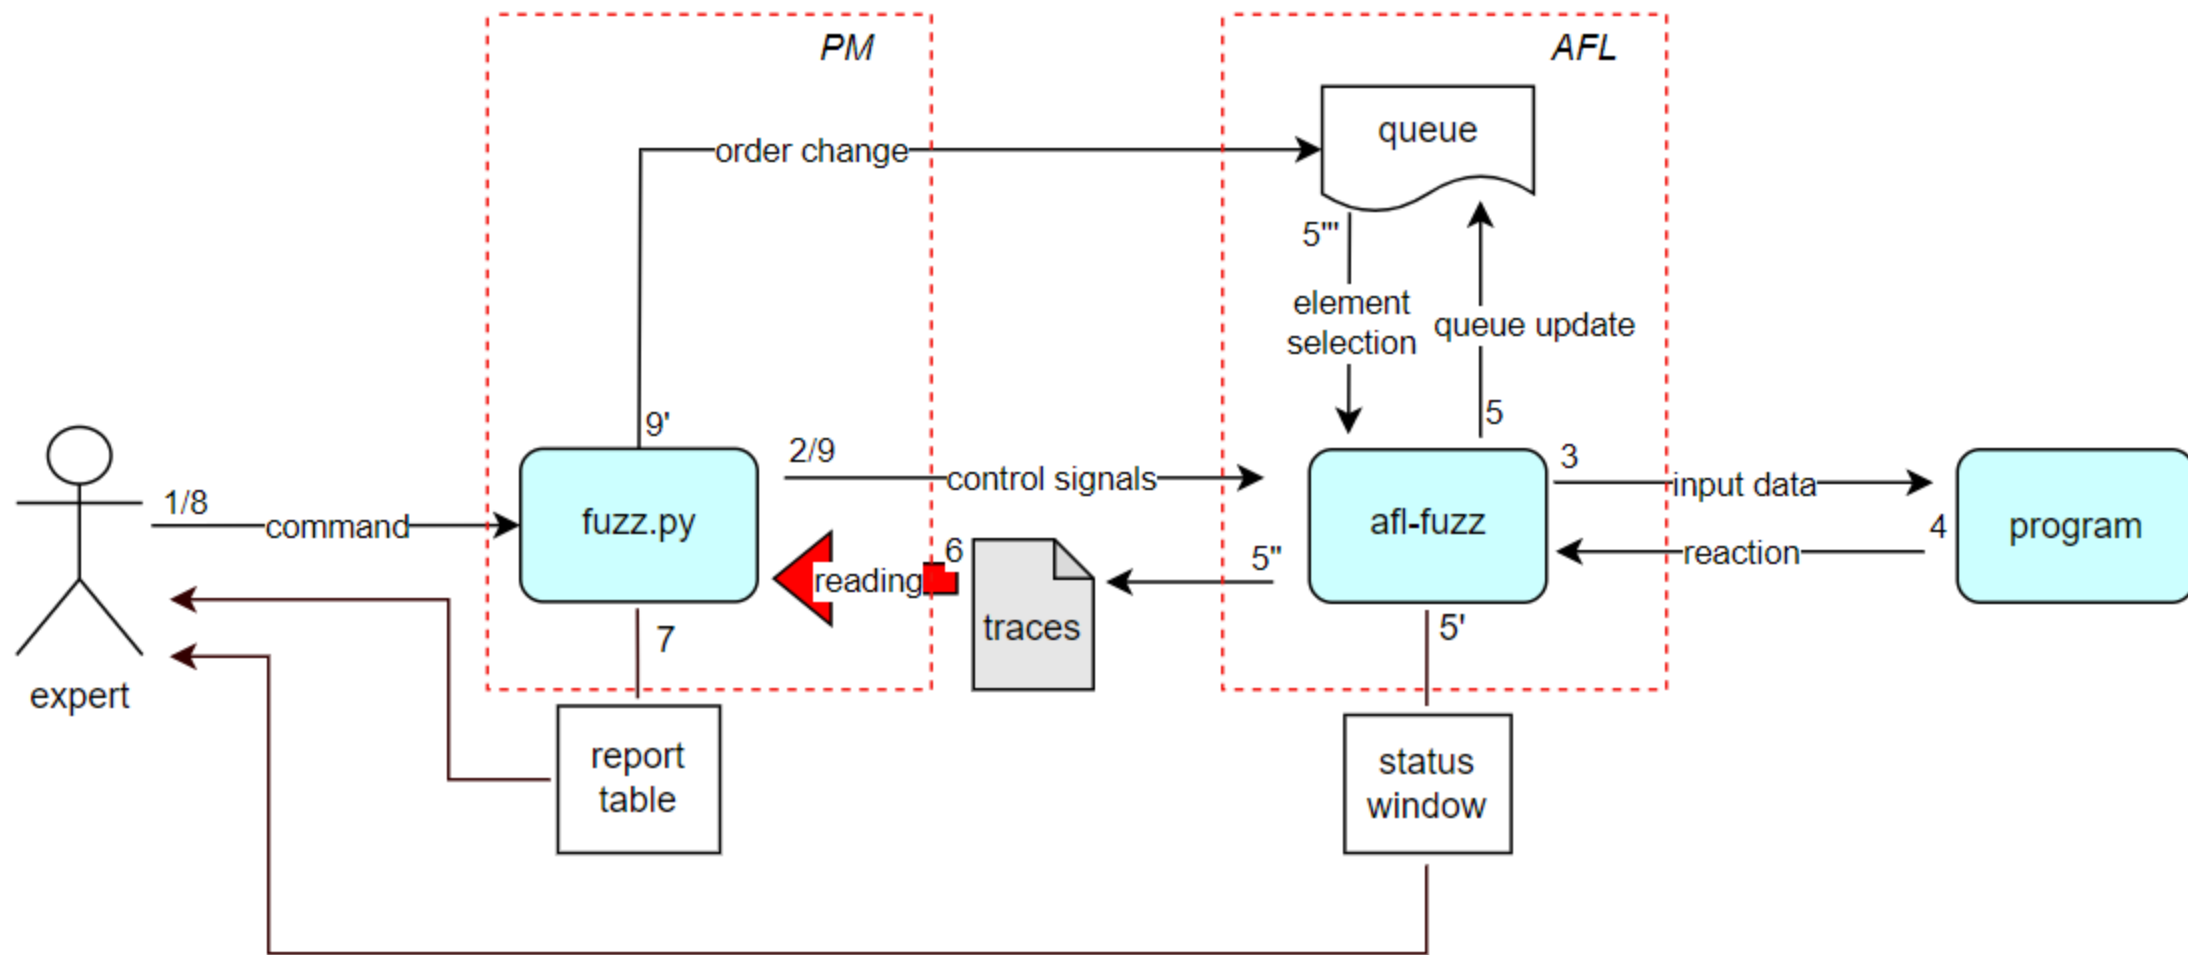 PM
AFL
queue
order change
5'''
element
selection
queue update
9'
5
2/9
control signals
3
input data
1/8
command
fuzz.py
afl-fuzz
program
4
reaction
6
reading
5''
traces
7
5'
expert
report
table
status
window